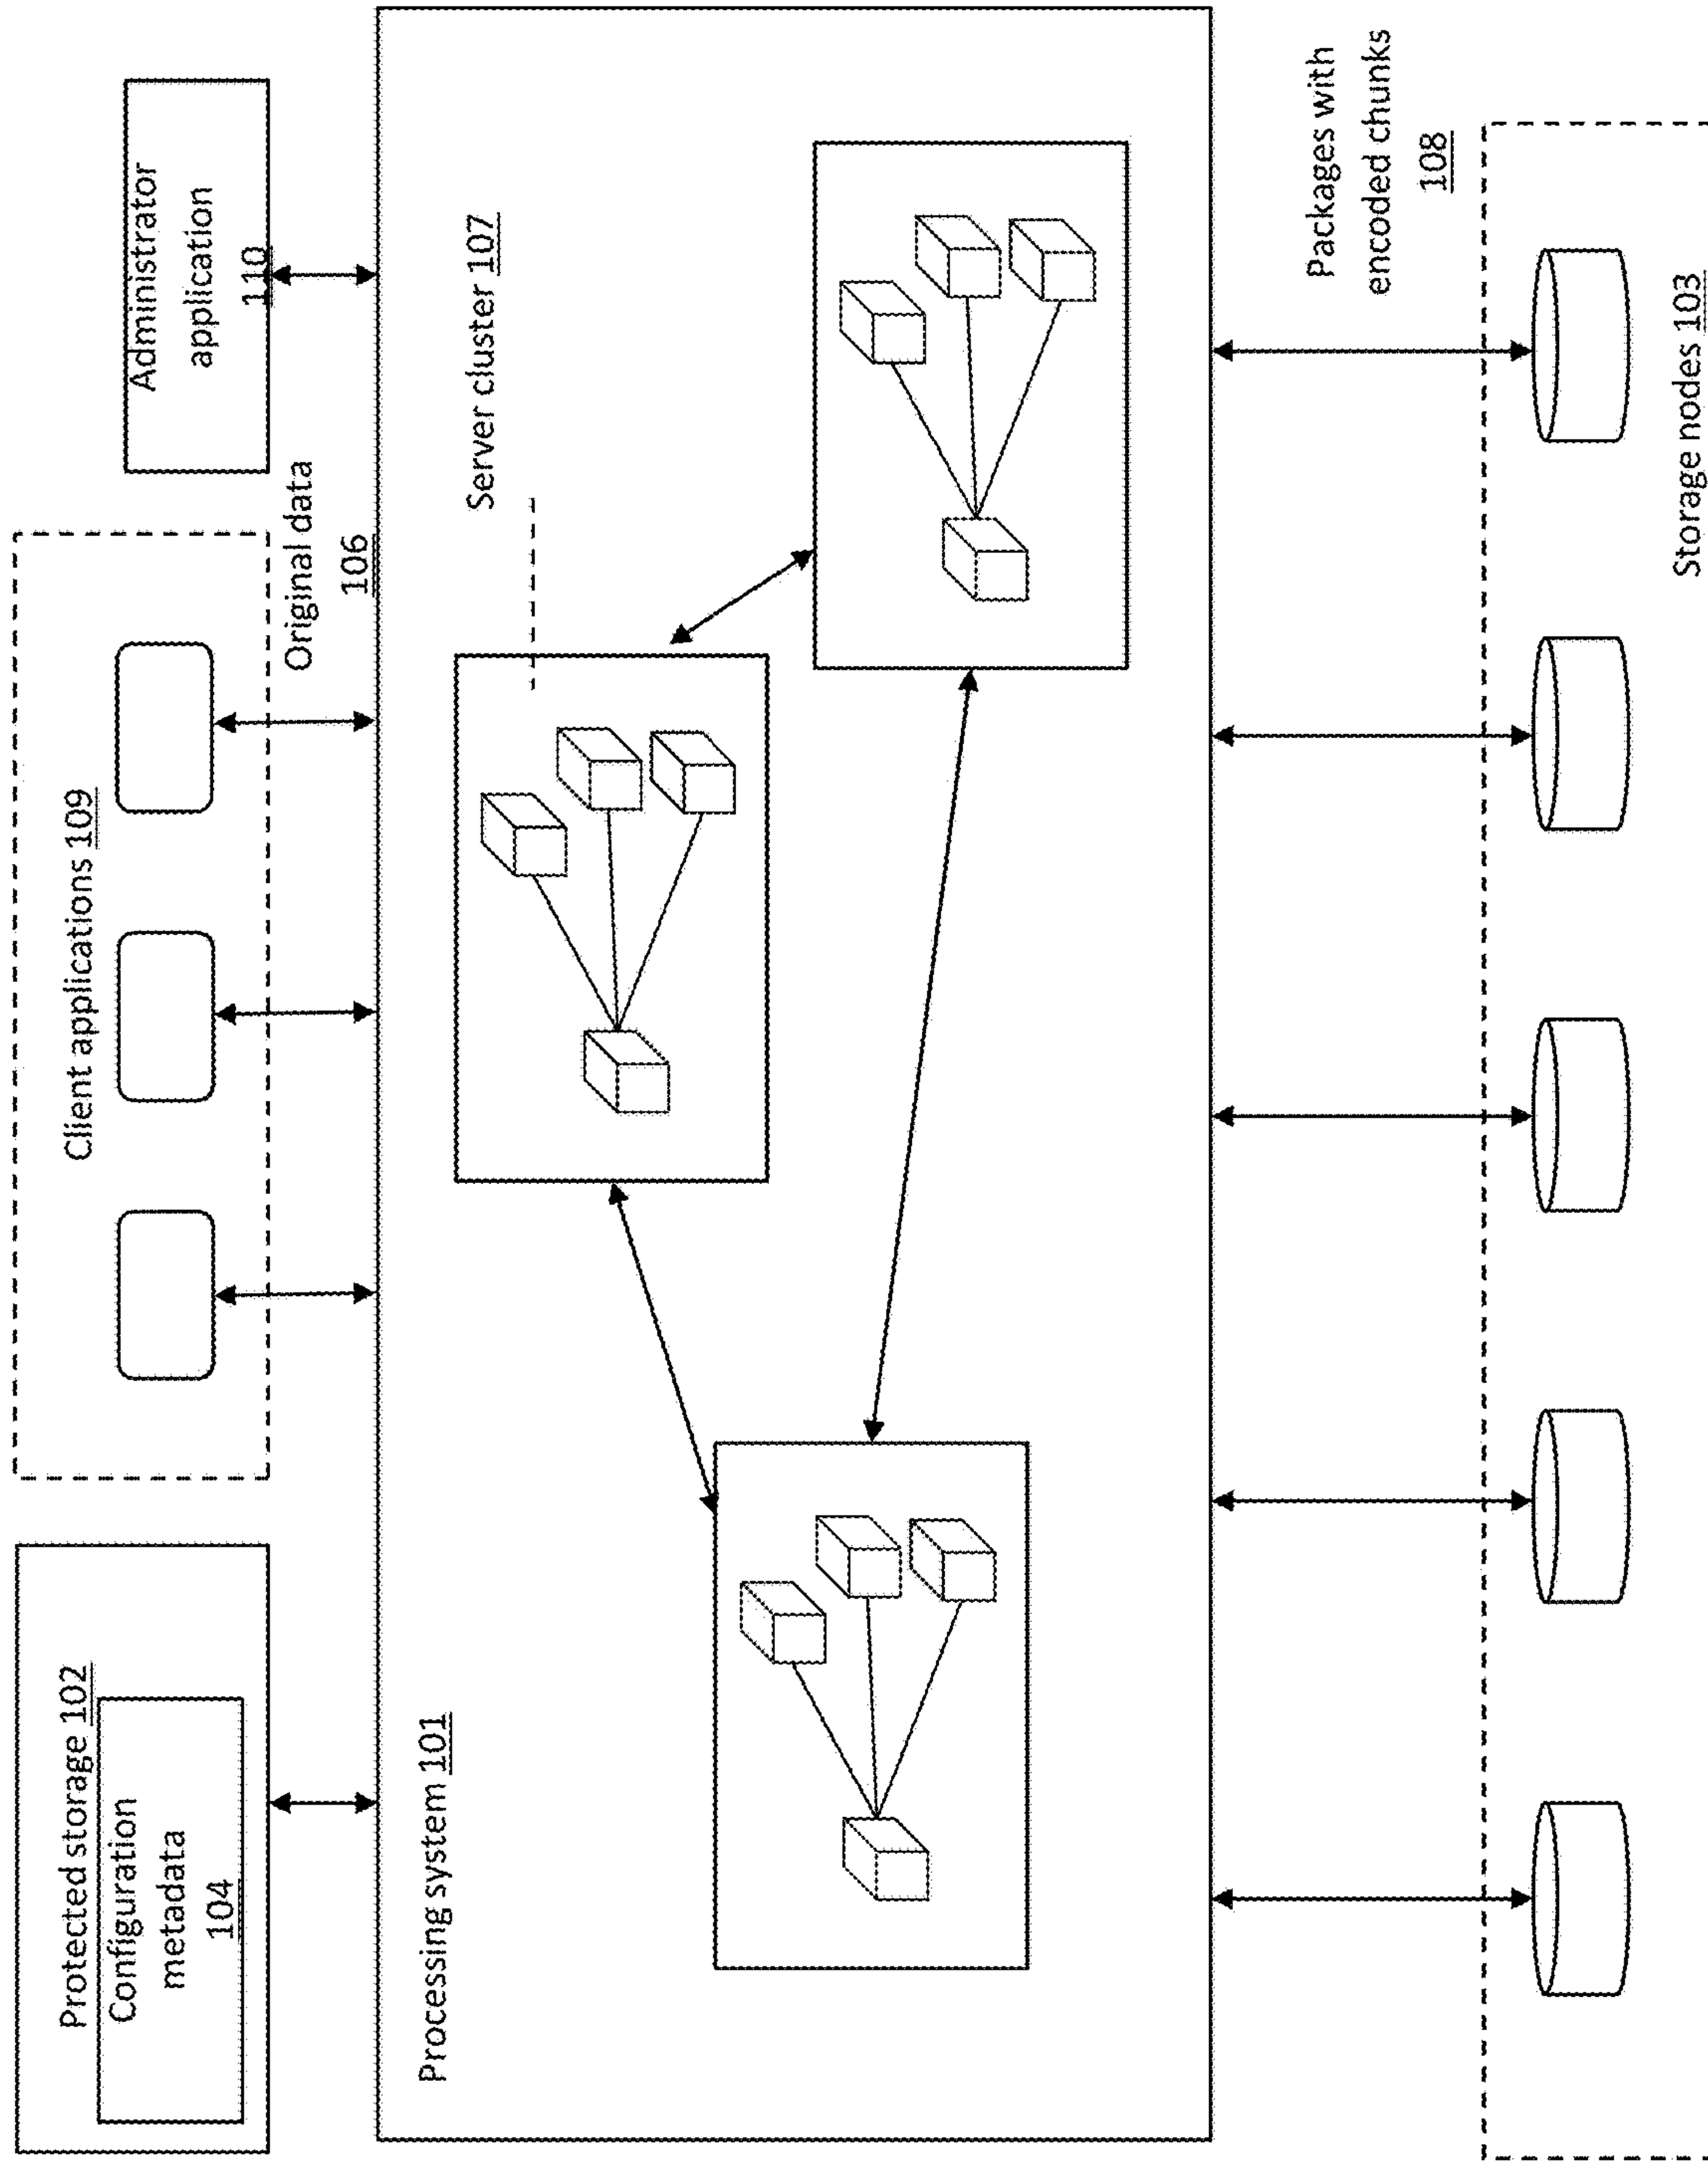 Protected storage 102
Configuration
metadata
104
Client applications 109
Administrator
application
110
Original data
106
Processing system 101
Server cluster 107
Packages with
encoded chunks
108
Storage nodes 103